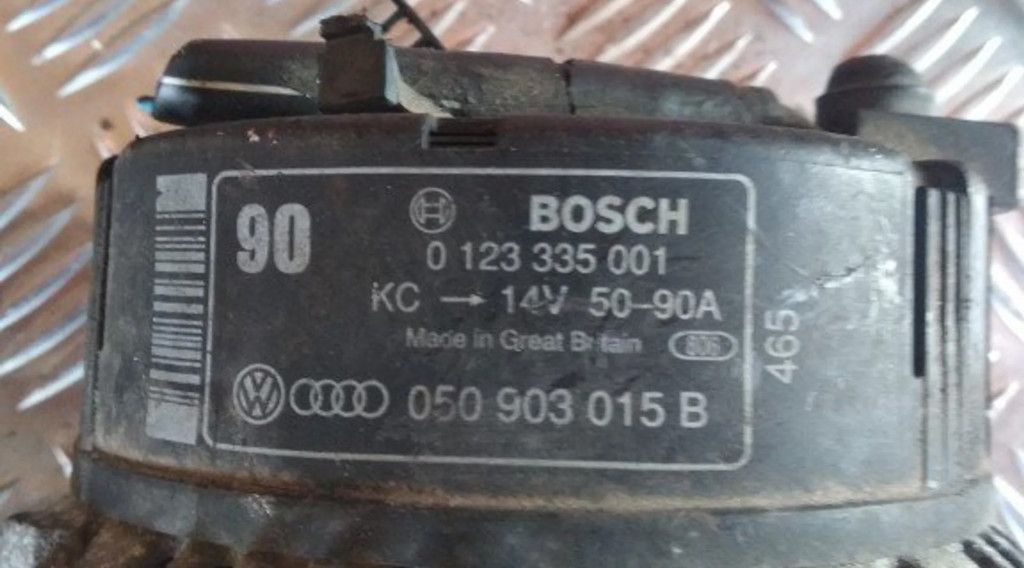 90
BOSCH
0 123 335 001
KC → 14V 50-90A
Made in Great Britain 806
050 903 015 B
465